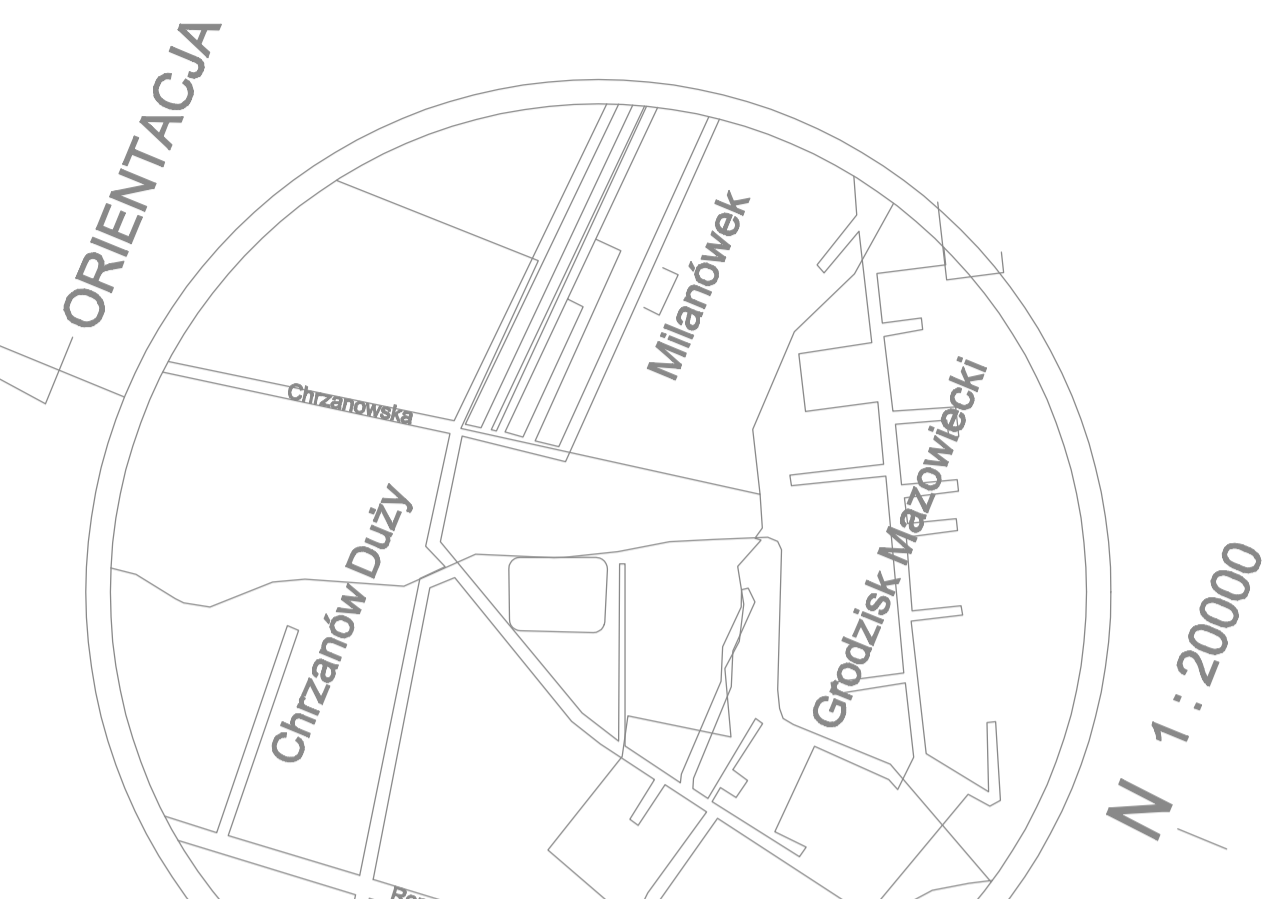 ORIENTACJA
Milanówek
Chrzanowska
Grodzisk Mazowiecki
Chrzanów Duży
1 : 20000
N